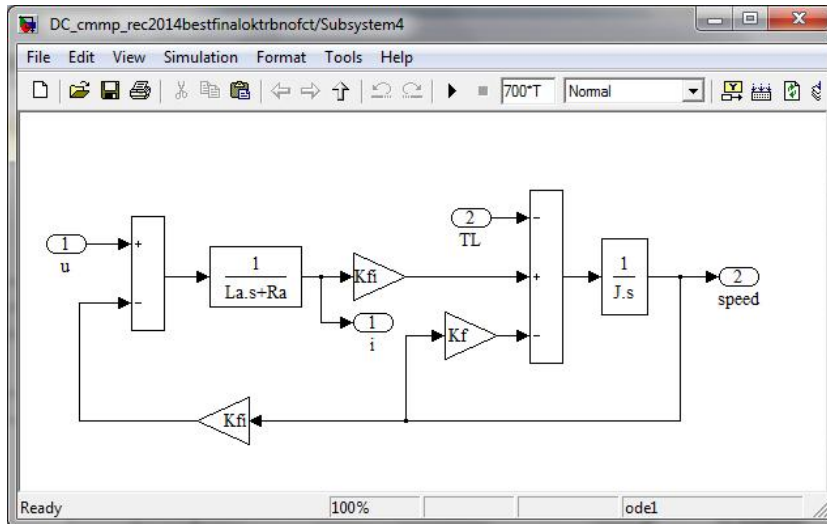 DC_cmmp_rec2014bestfinaloktrbnofct/Subsystem4
File Edit View Simulation Format Tools Help
700*T Normal
1
u
+
−
1
La.s+Ra
Kfi
1
i
2
TL
−
+
−
Kf
1
J.s
2
speed
Kfi
Ready 100% ode1